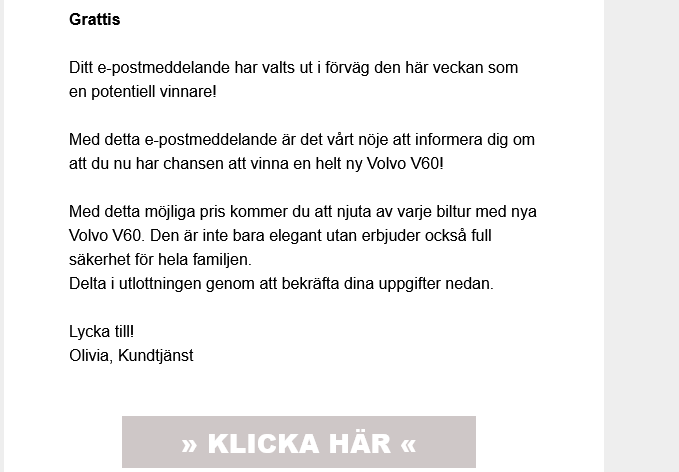 Grattis
Ditt e-postmeddelande har valts ut i förväg den här veckan som
en potentiell vinnare!
Med detta e-postmeddelande är det vårt nöje att informera dig om
att du nu har chansen att vinna en helt ny Volvo V60!
Med detta möjliga pris kommer du att njuta av varje biltur med nya
Volvo V60. Den är inte bara elegant utan erbjuder också full
säkerhet för hela familjen.
Delta i utlottningen genom att bekräfta dina uppgifter nedan.
Lycka till!
Olivia, Kundtjänst
» KLICKA HÄR «